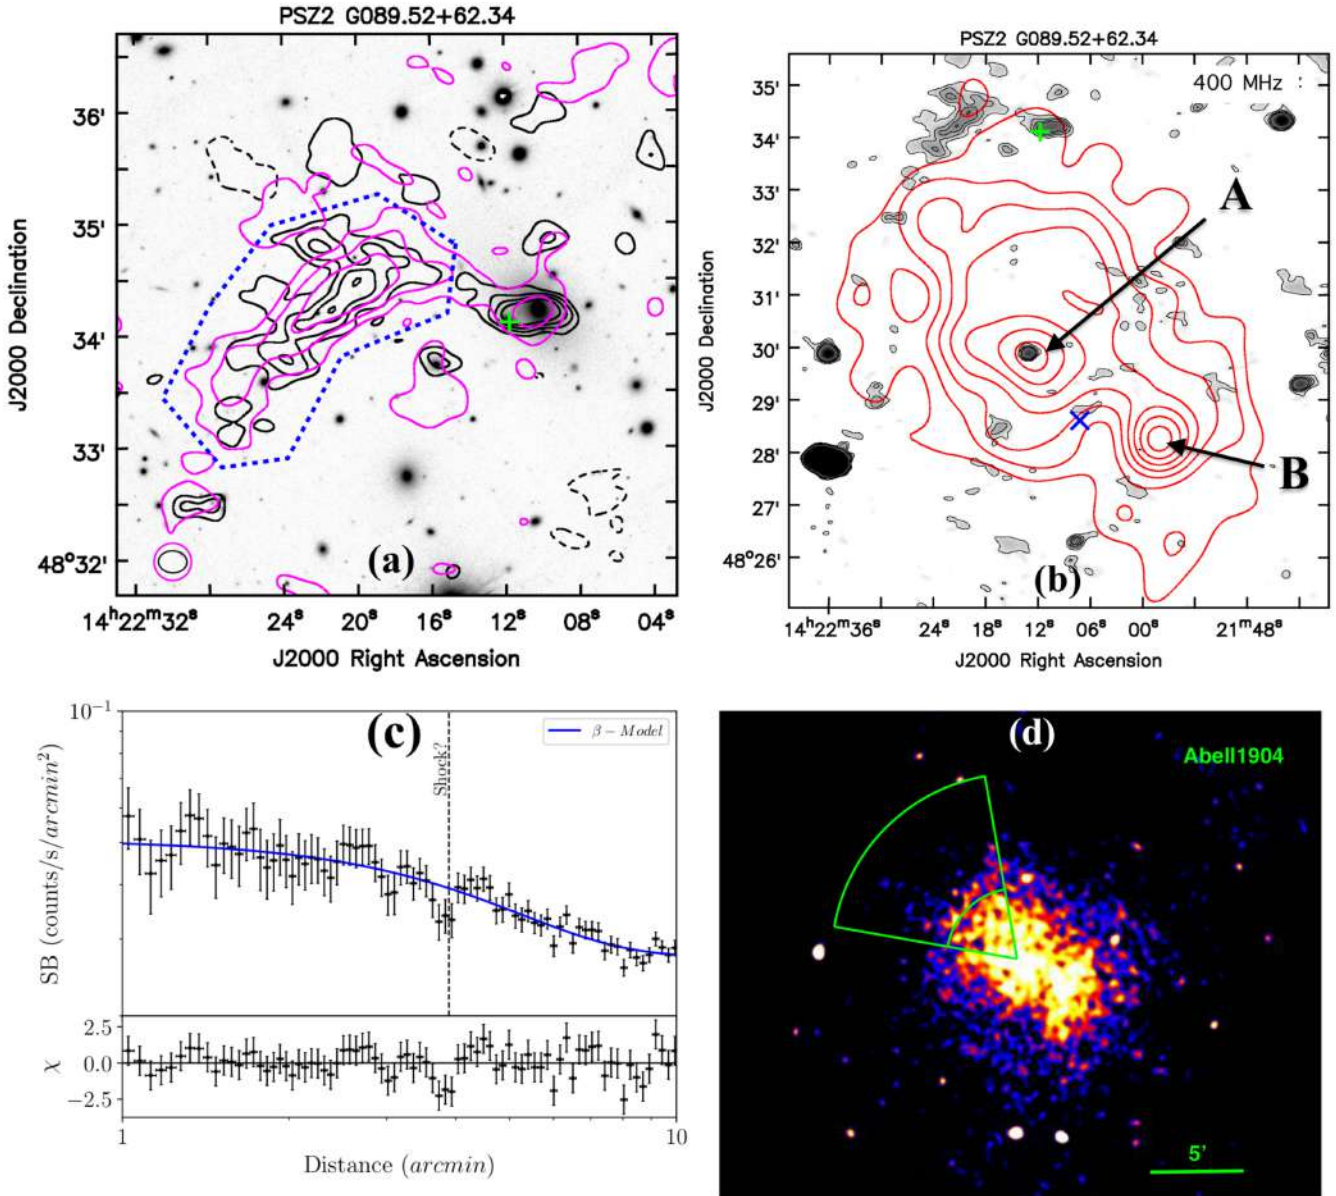 PSZ2 G089.52+62.34
36'
35'
34'
33'
48°32'
J2000 Declination
(a)
14ʰ22ᵐ32ˢ 20ˢ 16ˢ 12ˢ 08ˢ 04ˢ
J2000 Right Ascension
PSZ2 G089.52+62.34
400 MHz :
35'
34'
33'
32'
31'
30'
29'
28'
27'
48°26'
J2000 Declination
A
B
(b)
14ʰ22ᵐ36ˢ 24ˢ 18ˢ 12ˢ 06ˢ 00ˢ 21ᵐ48ˢ
J2000 Right Ascension
(c)
10⁻¹
β − Model
Shock?
SB (counts/s/arcmin²)
2.5
0.0
−2.5
χ
1 10
Distance (arcmin)
(d)
Abell1904
5'